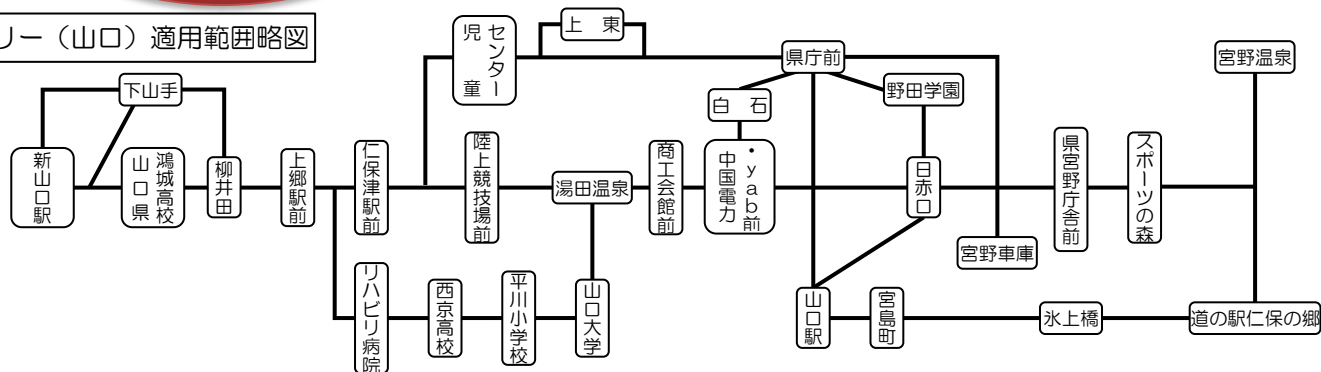 リー（山口）適用範囲略図
下山手
新山口駅
山口県
鴻城高校
柳井田
上郷駅前
仁保津駅前
児童
センター
上東
陸上競技場前
湯田温泉
商工会館前
白石
中国電力
・yab前
県庁前
野田学園
日赤口
宮野車庫
県宮野庁舎前
スポーツの森
宮野温泉
リハビリ病院
西京高校
平川小学校
山口大学
山口駅
宮島町
氷上橋
道の駅仁保の郷